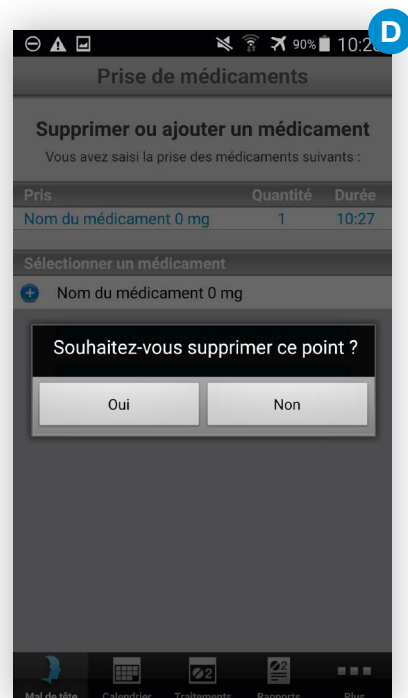 D
90% 10:2
Prise de médicaments
Supprimer ou ajouter un médicament
Vous avez saisi la prise des médicaments suivants :
Pris Quantité Durée
Nom du médicament 0 mg 1 10:27
Sélectionner un médicament
Nom du médicament 0 mg
Souhaitez-vous supprimer ce point ?
Oui Non
Mal de tête Calendrier Traitements Rapports Plus